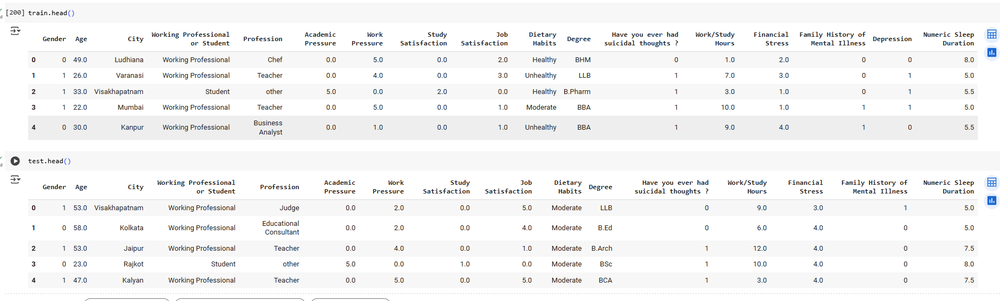 [200] train.head()
Gender Age City Working Professional or Student Profession Academic Pressure Work Pressure Study Satisfaction Job Satisfaction Dietary Habits Degree Have you ever had suicidal thoughts ? Work/Study Hours Financial Stress Family History of Mental Illness Depression Numeric Sleep Duration
0 0 49.0 Ludhiana Working Professional Chef 0.0 5.0 0.0 2.0 Healthy BHM 0 1.0 2.0 0 0 8.0
1 1 26.0 Varanasi Working Professional Teacher 0.0 4.0 0.0 3.0 Unhealthy LLB 1 7.0 3.0 0 1 5.0
2 1 33.0 Visakhapatnam Student other 5.0 0.0 2.0 0.0 Healthy B.Pharm 1 3.0 1.0 0 1 5.5
3 1 22.0 Mumbai Working Professional Teacher 0.0 5.0 0.0 1.0 Moderate BBA 1 10.0 1.0 1 1 5.0
4 0 30.0 Kanpur Working Professional Business Analyst 0.0 1.0 0.0 1.0 Unhealthy BBA 1 9.0 4.0 1 0 5.5
test.head()
Gender Age City Working Professional or Student Profession Academic Pressure Work Pressure Study Satisfaction Job Satisfaction Dietary Habits Degree Have you ever had suicidal thoughts ? Work/Study Hours Financial Stress Family History of Mental Illness Numeric Sleep Duration
0 1 53.0 Visakhapatnam Working Professional Judge 0.0 2.0 0.0 5.0 Moderate LLB 0 9.0 3.0 1 5.0
1 0 58.0 Kolkata Working Professional Educational Consultant 0.0 2.0 0.0 4.0 Moderate B.Ed 0 6.0 4.0 0 5.0
2 1 53.0 Jaipur Working Professional Teacher 0.0 4.0 0.0 1.0 Moderate B.Arch 1 12.0 4.0 0 7.5
3 0 23.0 Rajkot Student other 5.0 0.0 1.0 0.0 Moderate BSc 1 10.0 4.0 0 8.0
4 1 47.0 Kalyan Working Professional Teacher 0.0 5.0 0.0 5.0 Moderate BCA 1 3.0 4.0 0 7.5